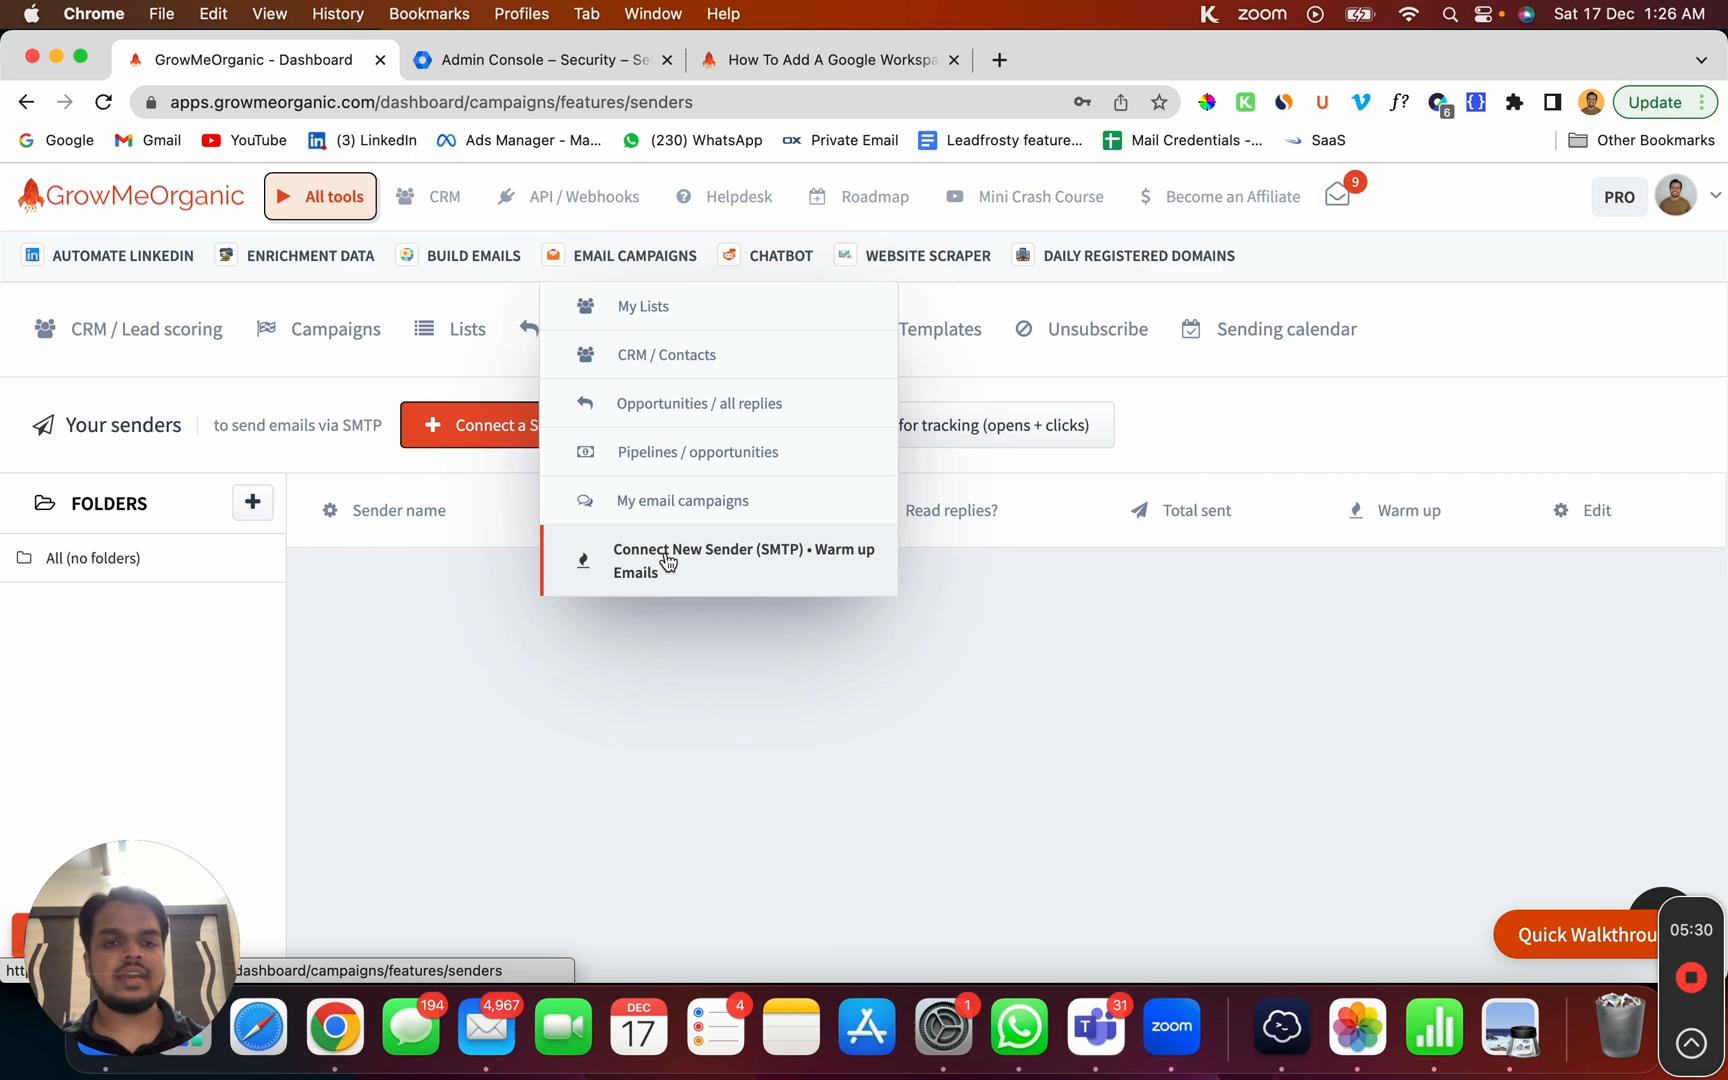 Chrome File Edit View History Bookmarks Profiles Tab Window Help zoom Sat 17 Dec 1:26 AM
GrowMeOrganic - Dashboard Admin Console – Security – Se How To Add A Google Workspa
apps.growmeorganic.com/dashboard/campaigns/features/senders K U f? 6 {} Update
Google Gmail YouTube (3) LinkedIn Ads Manager - Ma... (230) WhatsApp OX Private Email Leadfrosty feature... Mail Credentials -... SaaS Other Bookmarks
GrowMeOrganic All tools CRM API / Webhooks Helpdesk Roadmap Mini Crash Course Become an Affiliate 9 PRO
AUTOMATE LINKEDIN ENRICHMENT DATA BUILD EMAILS EMAIL CAMPAIGNS CHATBOT WEBSITE SCRAPER DAILY REGISTERED DOMAINS
CRM / Lead scoring Campaigns Lists Templates Unsubscribe Sending calendar
My Lists
CRM / Contacts
Opportunities / all replies
Pipelines / opportunities
My email campaigns
Connect New Sender (SMTP) • Warm up
Emails
Your senders to send emails via SMTP Connect a S for tracking (opens + clicks)
FOLDERS Sender name Read replies? Total sent Warm up Edit
All (no folders)
Quick Walkthrou 05:30
dashboard/campaigns/features/senders
194 4,967 DEC 17 4 1 31 zoom